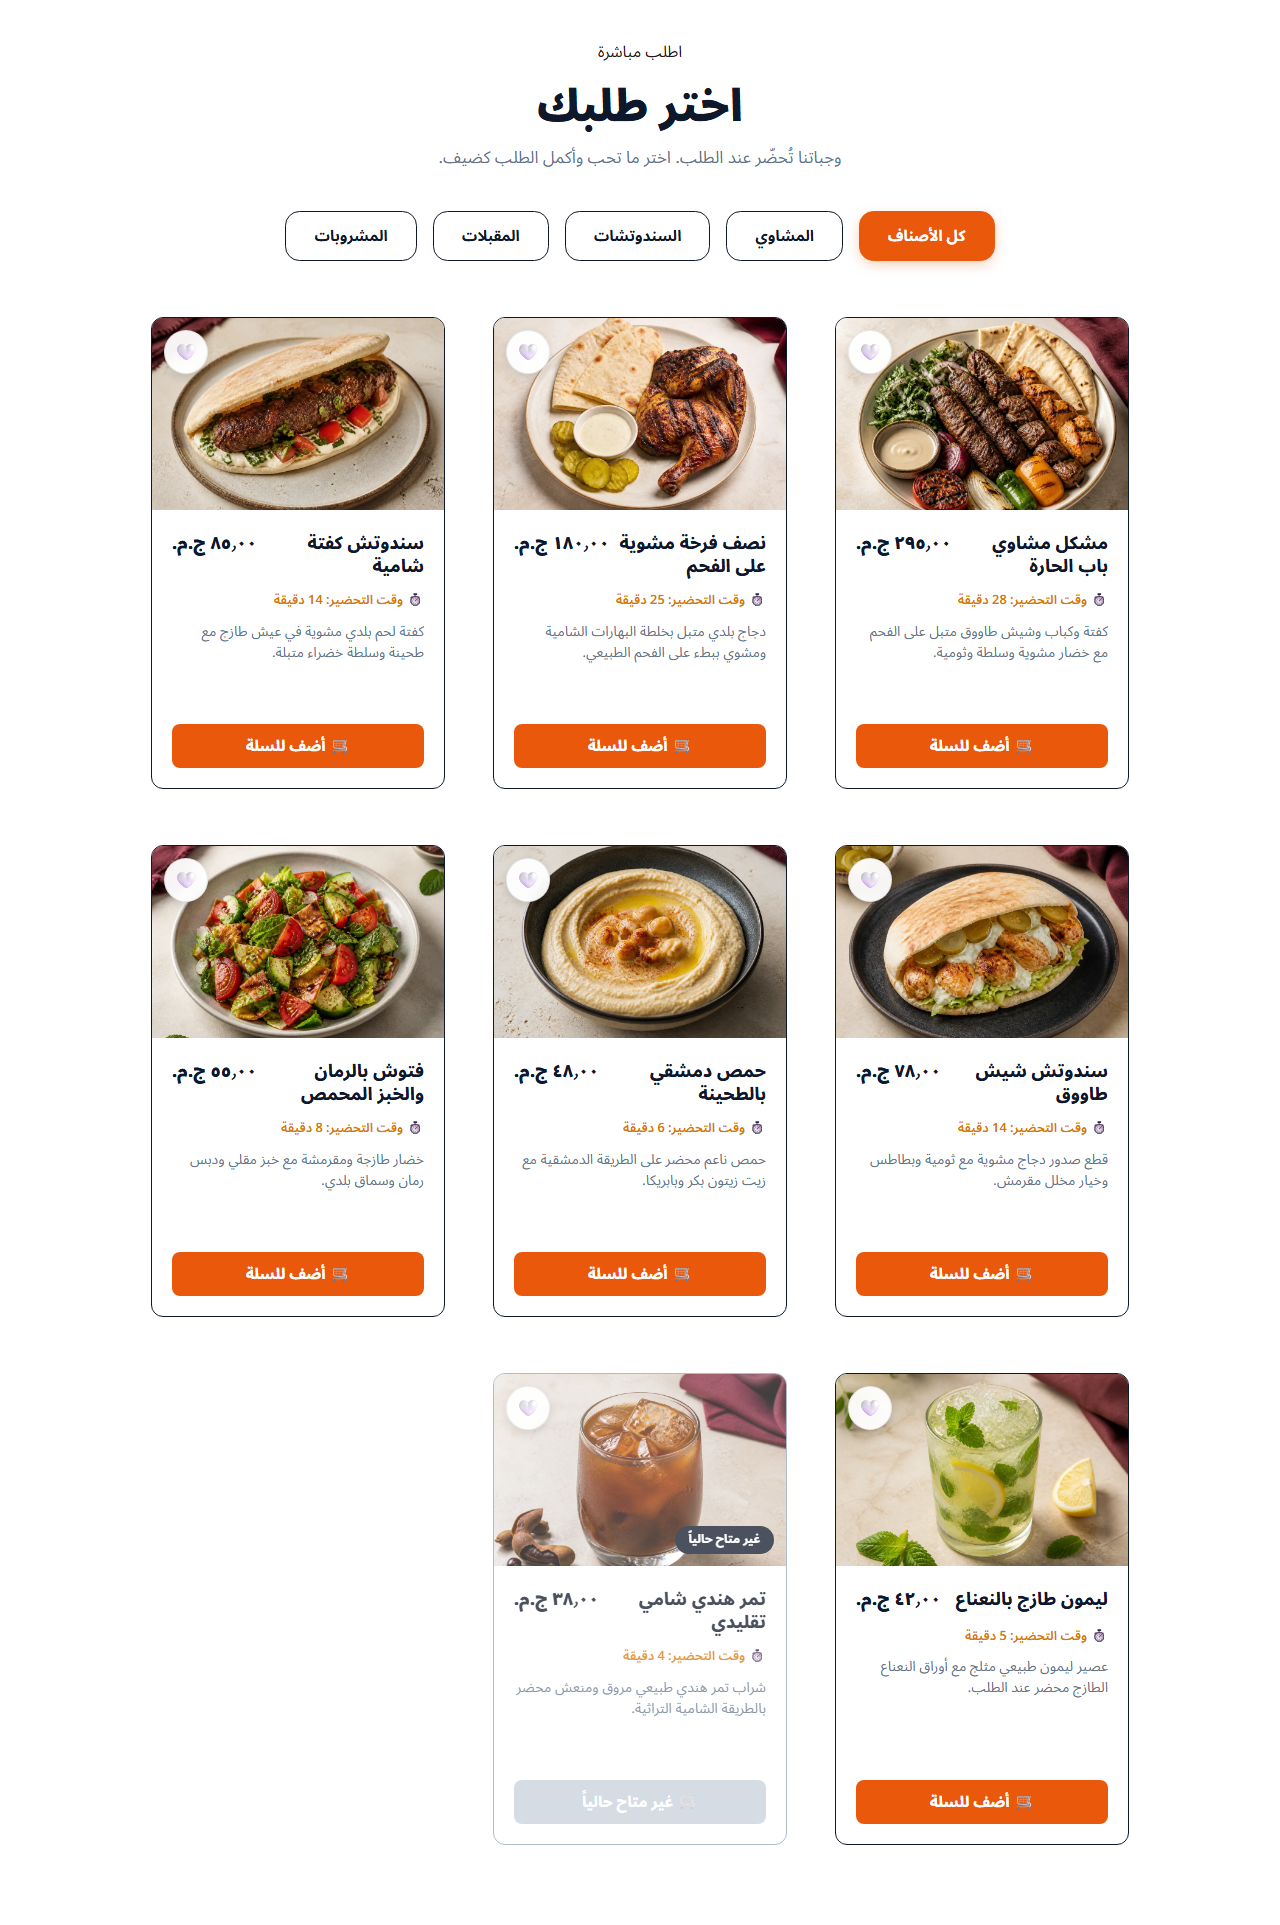 اطلب مباشرة
اختر طلبك
وجباتنا تُحضّر عند الطلب. اختر ما تحب وأكمل الطلب كضيف.
كل الأصناف
المشاوي
السندوتشات
المقبلات
المشروبات
مشكل مشاوي
باب الحارة
٢٩٥٫٠٠ ج.م.
وقت التحضير: 28 دقيقة
كفتة وكباب وشيش طاووق متبل على الفحم
مع خضار مشوية وسلطة وثومية.
أضف للسلة
نصف فرخة مشوية
على الفحم
١٨٠٫٠٠ ج.م.
وقت التحضير: 25 دقيقة
دجاج بلدي متبل بخلطة البهارات الشامية
ومشوي ببطء على الفحم الطبيعي.
أضف للسلة
سندوتش كفتة
شامية
٨٥٫٠٠ ج.م.
وقت التحضير: 14 دقيقة
كفتة لحم بلدي مشوية في عيش طازج مع
طحينة وسلطة خضراء متبلة.
أضف للسلة
سندوتش شيش
طاووق
٧٨٫٠٠ ج.م.
وقت التحضير: 14 دقيقة
قطع صدور دجاج مشوية مع ثومية وبطاطس
وخيار مخلل مقرمش.
أضف للسلة
حمص دمشقي
بالطحينة
٤٨٫٠٠ ج.م.
وقت التحضير: 6 دقيقة
حمص ناعم محضر على الطريقة الدمشقية مع
زيت زيتون بكر وبابريكا.
أضف للسلة
فتوش بالرمان
والخبز المحمص
٥٥٫٠٠ ج.م.
وقت التحضير: 8 دقيقة
خضار طازجة ومقرمشة مع خبز مقلي ودبس
رمان وسماق بلدي.
أضف للسلة
ليمون طازج بالنعناع
٤٢٫٠٠ ج.م.
وقت التحضير: 5 دقيقة
عصير ليمون طبيعي مثلج مع أوراق النعناع
الطازج محضر عند الطلب.
أضف للسلة
غير متاح حالياً
تمر هندي شامي
تقليدي
٣٨٫٠٠ ج.م.
وقت التحضير: 4 دقيقة
شراب تمر هندي طبيعي مروق ومنعش محضر
بالطريقة الشامية التراثية.
غير متاح حالياً